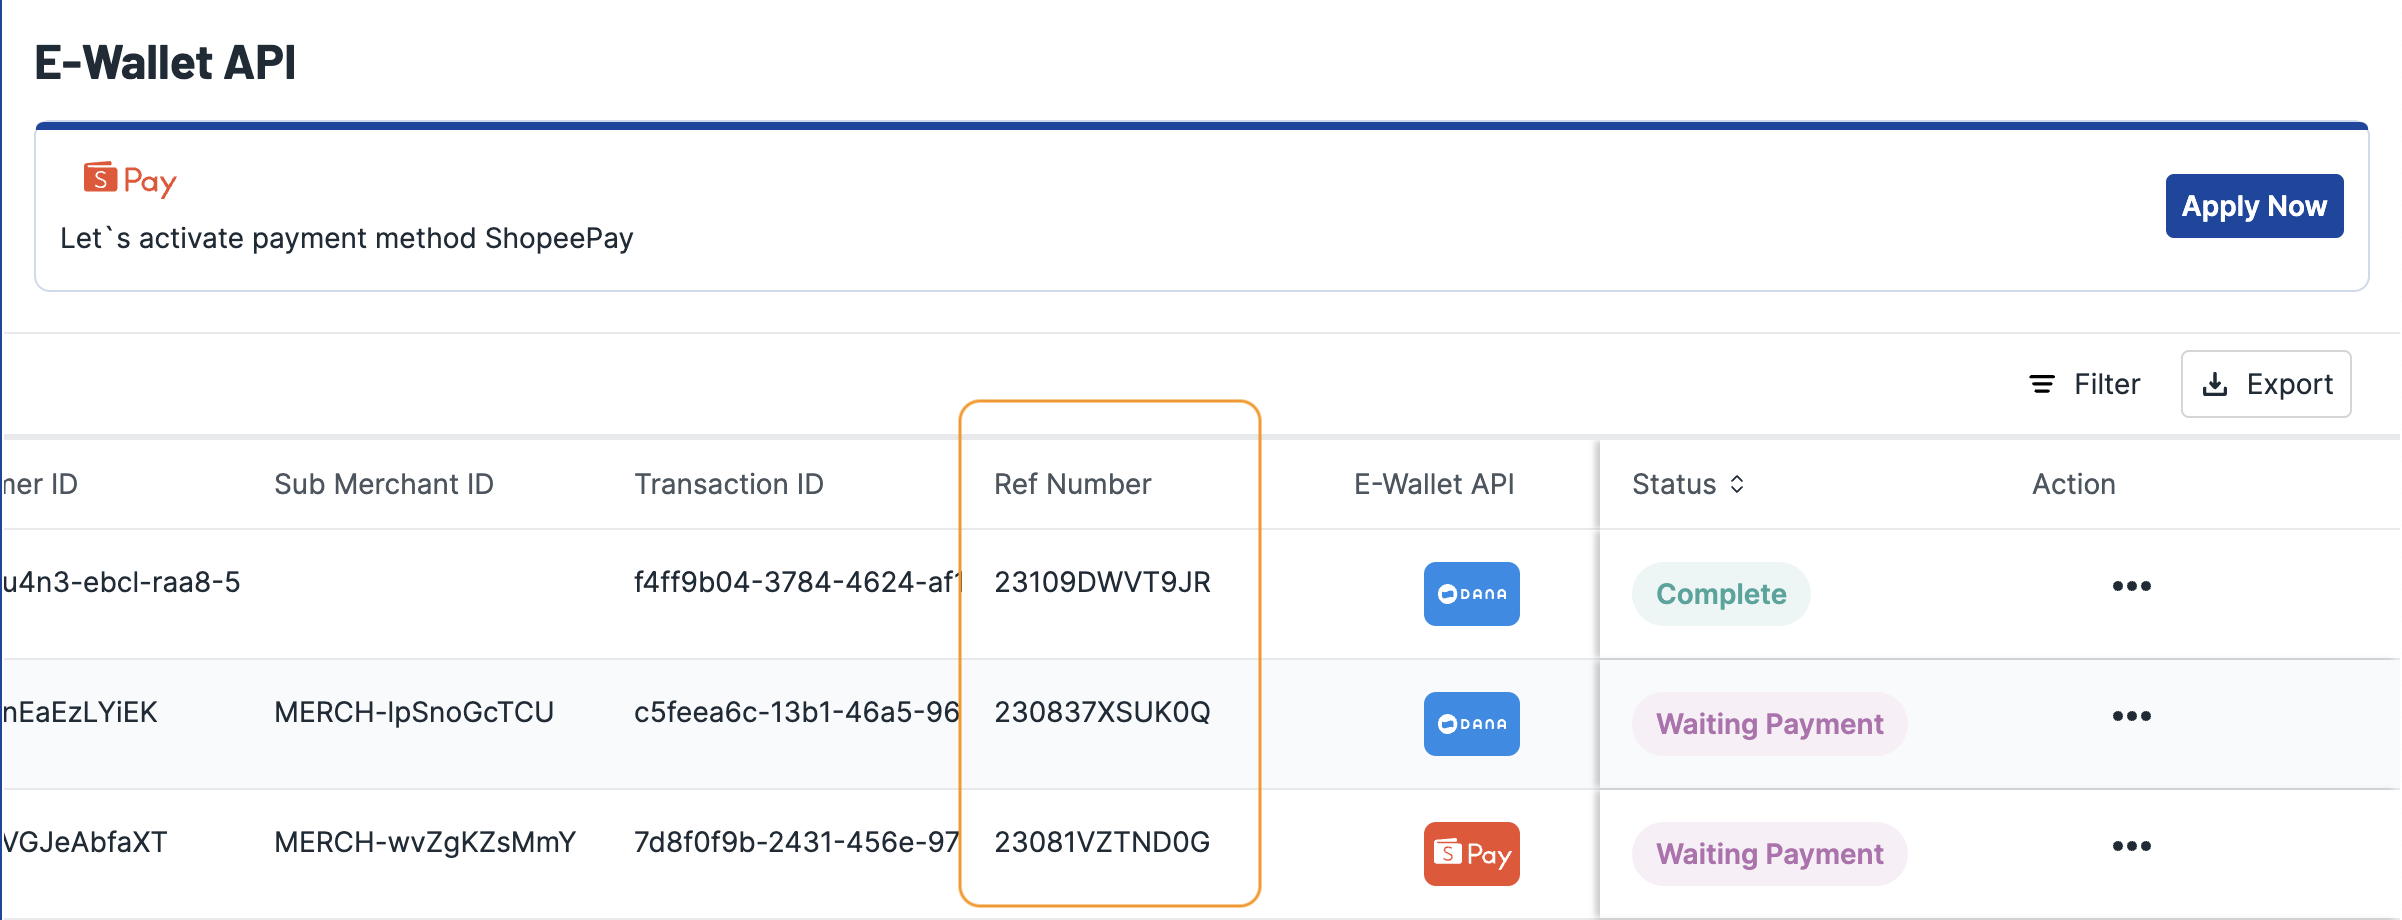 E-Wallet API
S Pay
Let`s activate payment method ShopeePay
Apply Now
Filter Export
mer ID Sub Merchant ID Transaction ID Ref Number E-Wallet API Status Action
u4n3-ebcl-raa8-5 f4ff9b04-3784-4624-af1 23109DWVT9JR DANA Complete
nEaEzLYiEK MERCH-lpSnoGcTCU c5feea6c-13b1-46a5-96 230837XSUK0Q DANA Waiting Payment
VGJeAbfaXT MERCH-wvZgKZsMmY 7d8f0f9b-2431-456e-97 23081VZTND0G S Pay Waiting Payment